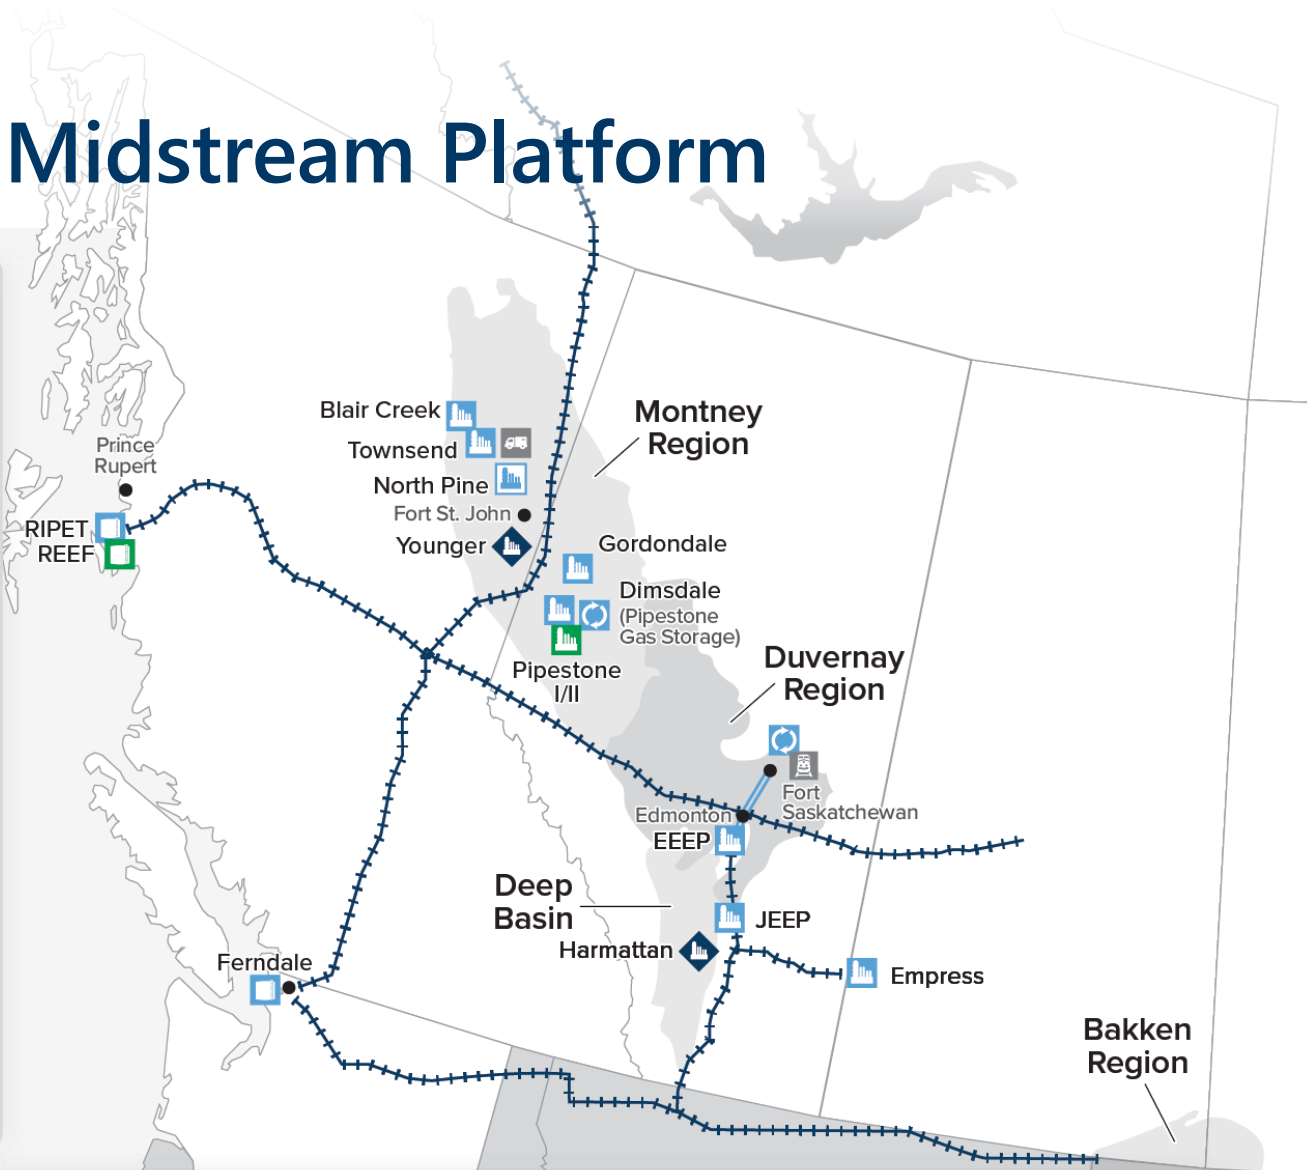 Midstream Platform
Blair Creek
Montney
Region
Townsend
Prince
Rupert
North Pine
Fort St. John
RIPET
REEF
Younger
Gordondale
Dimsdale
(Pipestone
Gas Storage)
Pipestone
I/II
Duvernay
Region
Fort
Saskatchewan
Edmonton
EEEP
Deep
Basin
JEEP
Harmattan
Ferndale
Empress
Bakken
Region